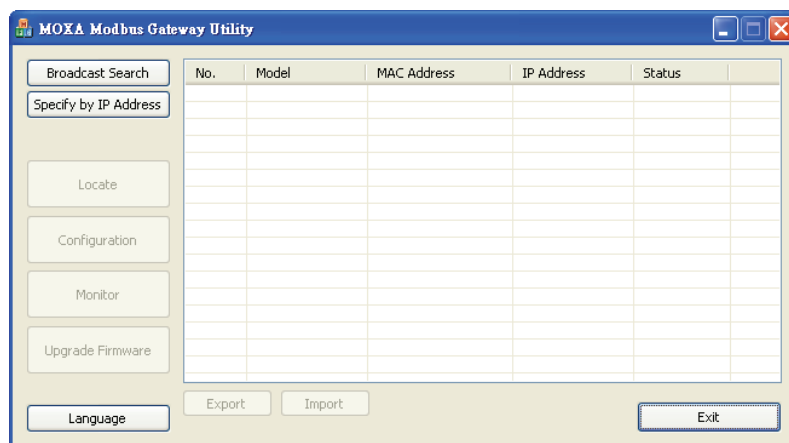 MOXA Modbus Gateway Utility
Broadcast Search
Specify by IP Address
No. Model MAC Address IP Address Status
Locate
Configuration
Monitor
Upgrade Firmware
Export Import
Language
Exit